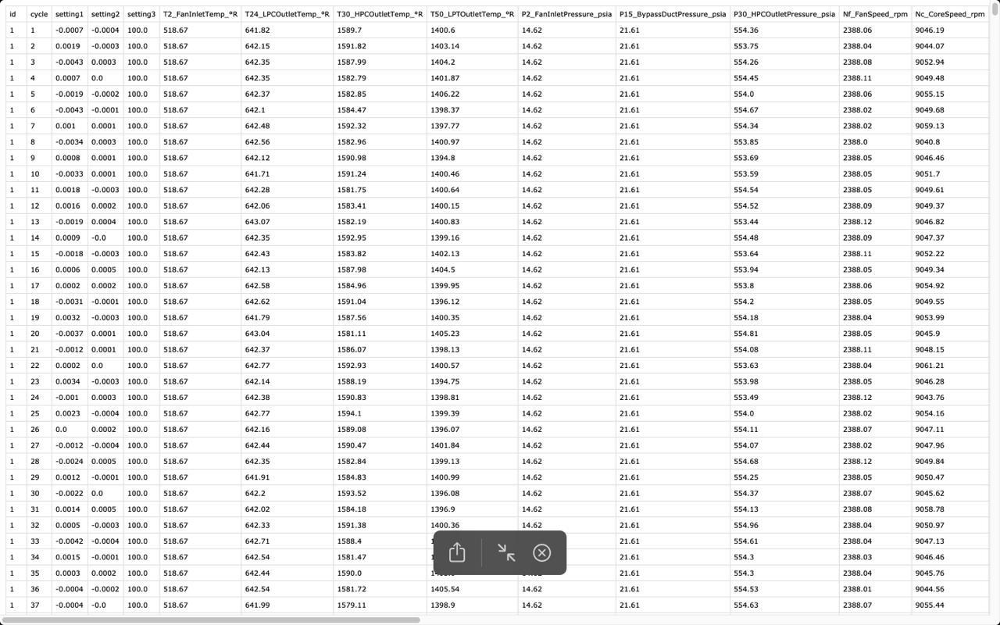 id cycle setting1 setting2 setting3 T2_FanInletTemp_°R T24_LPCOutletTemp_°R T30_HPCOutletTemp_°R T50_LPTOutletTemp_°R P2_FanInletPressure_psia P15_BypassDuctPressure_psia P30_HPCOutletPressure_psia Nf_FanSpeed_rpm Nc_CoreSpeed_rpm
1 1 -0.0007 -0.0004 100.0 518.67 641.82 1589.7 1400.6 14.62 21.61 554.36 2388.06 9046.19
1 2 0.0019 -0.0003 100.0 518.67 642.15 1591.82 1403.14 14.62 21.61 553.75 2388.04 9044.07
1 3 -0.0043 0.0003 100.0 518.67 642.35 1587.99 1404.2 14.62 21.61 554.26 2388.08 9052.94
1 4 0.0007 0.0 100.0 518.67 642.35 1582.79 1401.87 14.62 21.61 554.45 2388.11 9049.48
1 5 -0.0019 -0.0002 100.0 518.67 642.37 1582.85 1406.22 14.62 21.61 554.0 2388.06 9055.15
1 6 -0.0043 -0.0001 100.0 518.67 642.1 1584.47 1398.37 14.62 21.61 554.67 2388.02 9049.68
1 7 0.001 0.0001 100.0 518.67 642.48 1592.32 1397.77 14.62 21.61 554.34 2388.02 9059.13
1 8 -0.0034 0.0003 100.0 518.67 642.56 1582.96 1400.97 14.62 21.61 553.85 2388.0 9040.8
1 9 0.0008 0.0001 100.0 518.67 642.12 1590.98 1394.8 14.62 21.61 553.69 2388.05 9046.46
1 10 -0.0033 0.0001 100.0 518.67 641.71 1591.24 1400.46 14.62 21.61 553.59 2388.05 9051.7
1 11 0.0018 -0.0003 100.0 518.67 642.28 1581.75 1400.64 14.62 21.61 554.54 2388.05 9049.61
1 12 0.0016 0.0002 100.0 518.67 642.06 1583.41 1400.15 14.62 21.61 554.52 2388.09 9049.37
1 13 -0.0019 0.0004 100.0 518.67 643.07 1582.19 1400.83 14.62 21.61 553.44 2388.12 9046.82
1 14 0.0009 -0.0 100.0 518.67 642.35 1592.95 1399.16 14.62 21.61 554.48 2388.09 9047.37
1 15 -0.0018 -0.0003 100.0 518.67 642.43 1583.82 1402.13 14.62 21.61 553.64 2388.11 9052.22
1 16 0.0006 0.0005 100.0 518.67 642.13 1587.98 1404.5 14.62 21.61 553.94 2388.05 9049.34
1 17 0.0002 0.0002 100.0 518.67 642.58 1584.96 1399.95 14.62 21.61 553.8 2388.06 9054.92
1 18 -0.0031 -0.0001 100.0 518.67 642.62 1591.04 1396.12 14.62 21.61 554.2 2388.05 9049.55
1 19 0.0032 -0.0003 100.0 518.67 641.79 1587.56 1400.35 14.62 21.61 554.18 2388.04 9053.99
1 20 -0.0037 0.0001 100.0 518.67 643.04 1581.11 1405.23 14.62 21.61 554.81 2388.05 9045.9
1 21 -0.0012 0.0001 100.0 518.67 642.37 1586.07 1398.13 14.62 21.61 554.08 2388.11 9048.15
1 22 0.0002 0.0 100.0 518.67 642.77 1592.93 1400.57 14.62 21.61 553.63 2388.04 9061.21
1 23 0.0034 -0.0003 100.0 518.67 642.14 1588.19 1394.75 14.62 21.61 553.98 2388.05 9046.28
1 24 -0.001 0.0003 100.0 518.67 642.38 1590.83 1398.81 14.62 21.61 553.49 2388.12 9043.76
1 25 0.0023 -0.0004 100.0 518.67 642.77 1594.1 1399.39 14.62 21.61 554.0 2388.02 9054.16
1 26 0.0 0.0002 100.0 518.67 642.16 1589.08 1396.07 14.62 21.61 554.11 2388.07 9047.11
1 27 -0.0012 -0.0004 100.0 518.67 642.44 1590.47 1401.84 14.62 21.61 554.07 2388.02 9047.96
1 28 -0.0024 0.0005 100.0 518.67 642.35 1582.84 1399.13 14.62 21.61 554.68 2388.12 9049.84
1 29 0.0012 -0.0001 100.0 518.67 641.91 1584.83 1400.99 14.62 21.61 554.25 2388.05 9050.47
1 30 -0.0022 0.0 100.0 518.67 642.2 1593.52 1396.08 14.62 21.61 554.37 2388.07 9045.62
1 31 0.0014 0.0005 100.0 518.67 642.02 1584.18 1396.9 14.62 21.61 554.13 2388.08 9058.78
1 32 0.0005 -0.0003 100.0 518.67 642.33 1591.38 1400.36 14.62 21.61 554.96 2388.04 9050.97
1 33 -0.0042 -0.0004 100.0 518.67 642.71 1588.4 21.61 554.61 2388.04 9047.13
1 34 0.0015 -0.0001 100.0 518.67 642.54 1581.47 21.61 554.3 2388.03 9046.46
1 35 0.0003 0.0002 100.0 518.67 642.44 1590.0 21.61 554.3 2388.04 9045.76
1 36 -0.0004 -0.0002 100.0 518.67 642.54 1581.72 1405.54 14.62 21.61 554.53 2388.01 9044.56
1 37 -0.0004 -0.0 100.0 518.67 641.99 1579.11 1398.9 14.62 21.61 554.63 2388.07 9055.44